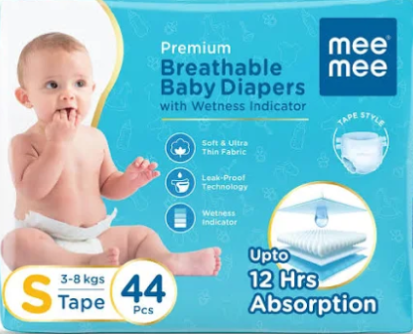 Premium
Breathable
Baby Diapers
with Wetness Indicator
mee
mee
TAPE STYLE
Soft & Ultra
Thin Fabric
Leak-Proof
Technology
Wetness
Indicator
Upto
12 Hrs
Absorption
S
3-8 kgs
Tape
44
Pcs